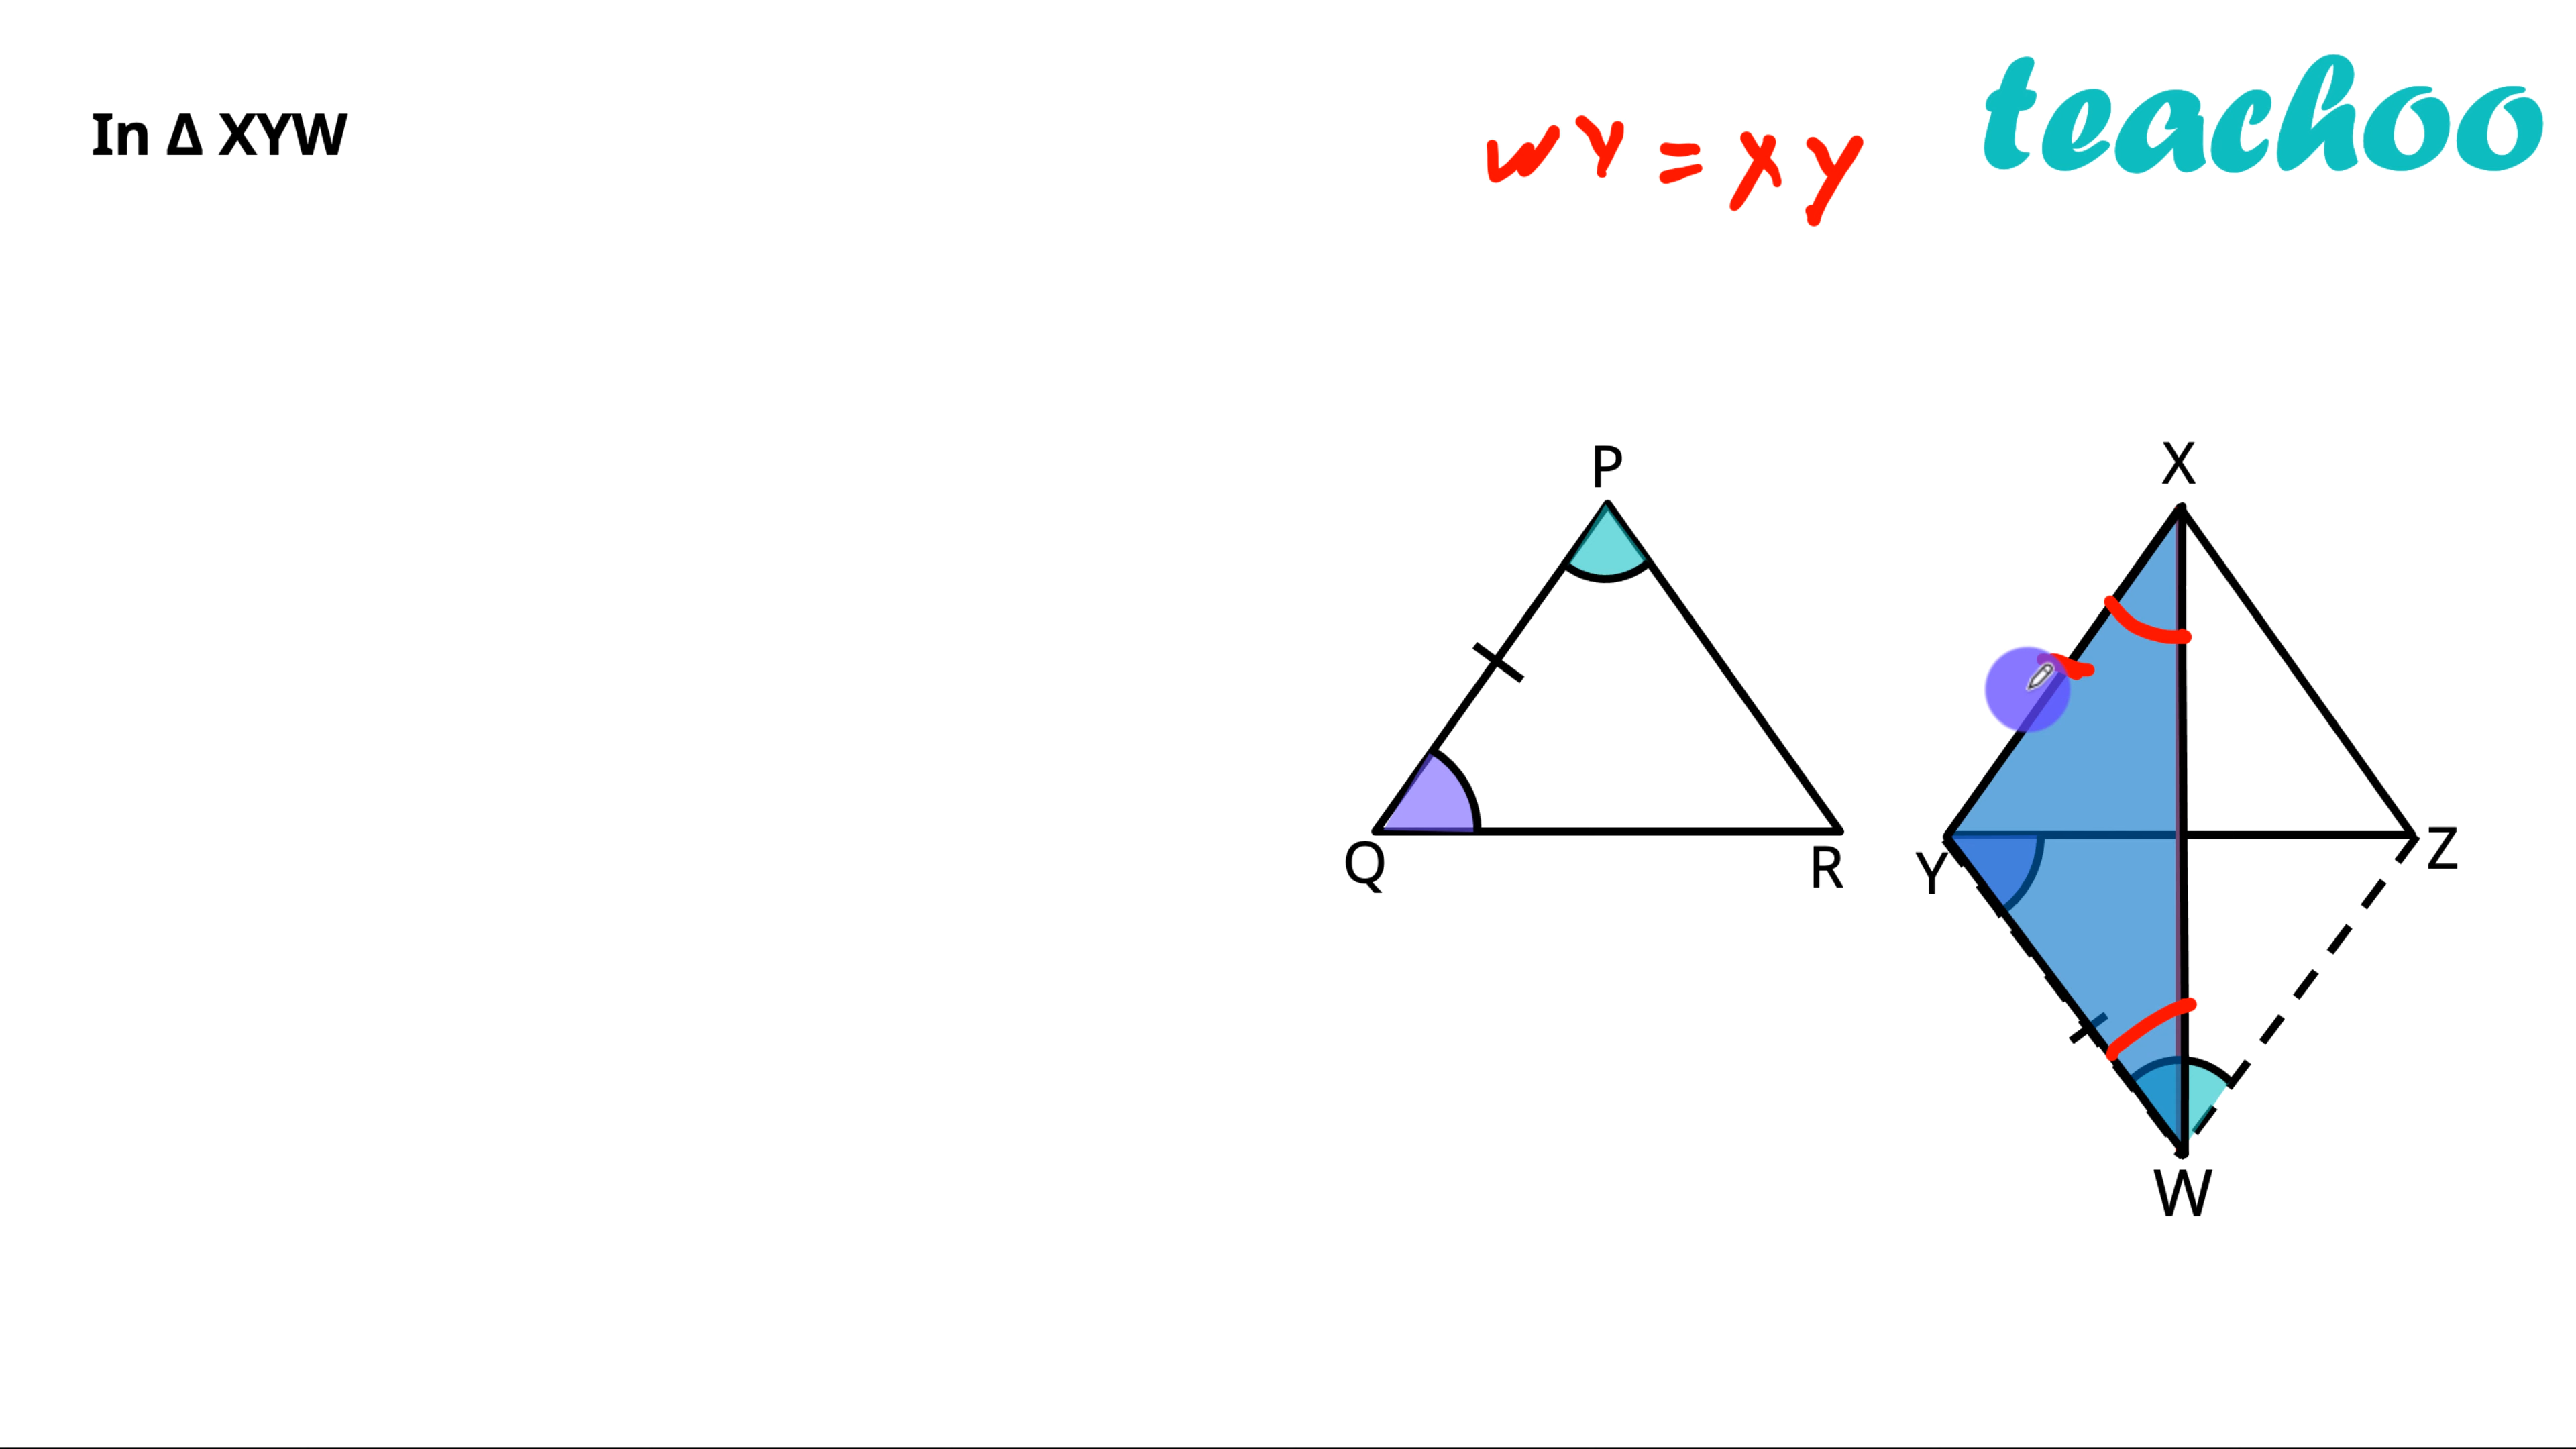 In Δ XYW
WY = XY
teachoo
P
X
Q
R
Y
Z
W